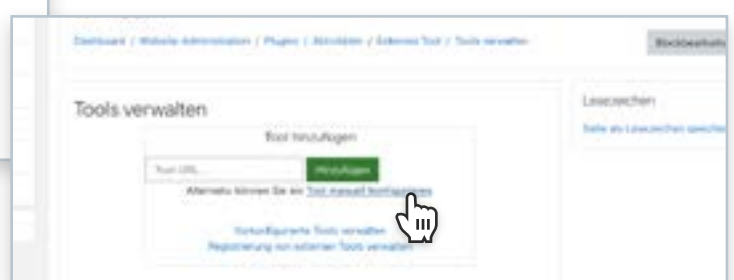 Dashboard / Website-Administration / Plugins / Aktivitäten / Externes Tool / Tools verwalten
Blockbearbeitu
Tools verwalten
Lesezeichen
Tool hinzufügen
Seite als Lesezeichen speichern
Tool-URL...
Hinzufügen
Alternativ können Sie ein Tool manuell konfigurieren
Vorkonfigurierte Tools verwalten
Registrierung von externen Tools verwalten